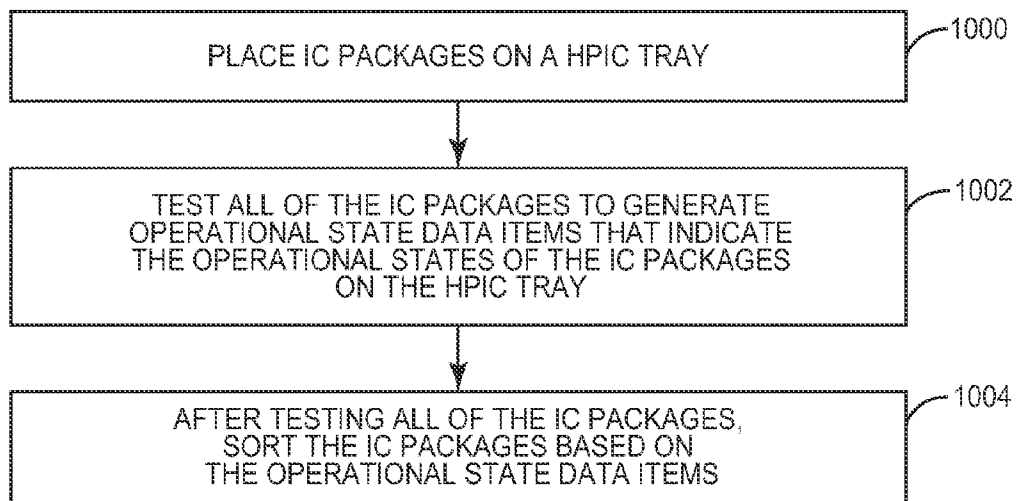 PLACE IC PACKAGES ON A HPIC TRAY
1000
TEST ALL OF THE IC PACKAGES TO GENERATE
OPERATIONAL STATE DATA ITEMS THAT INDICATE
THE OPERATIONAL STATES OF THE IC PACKAGES
ON THE HPIC TRAY
1002
AFTER TESTING ALL OF THE IC PACKAGES,
SORT THE IC PACKAGES BASED ON
THE OPERATIONAL STATE DATA ITEMS
1004